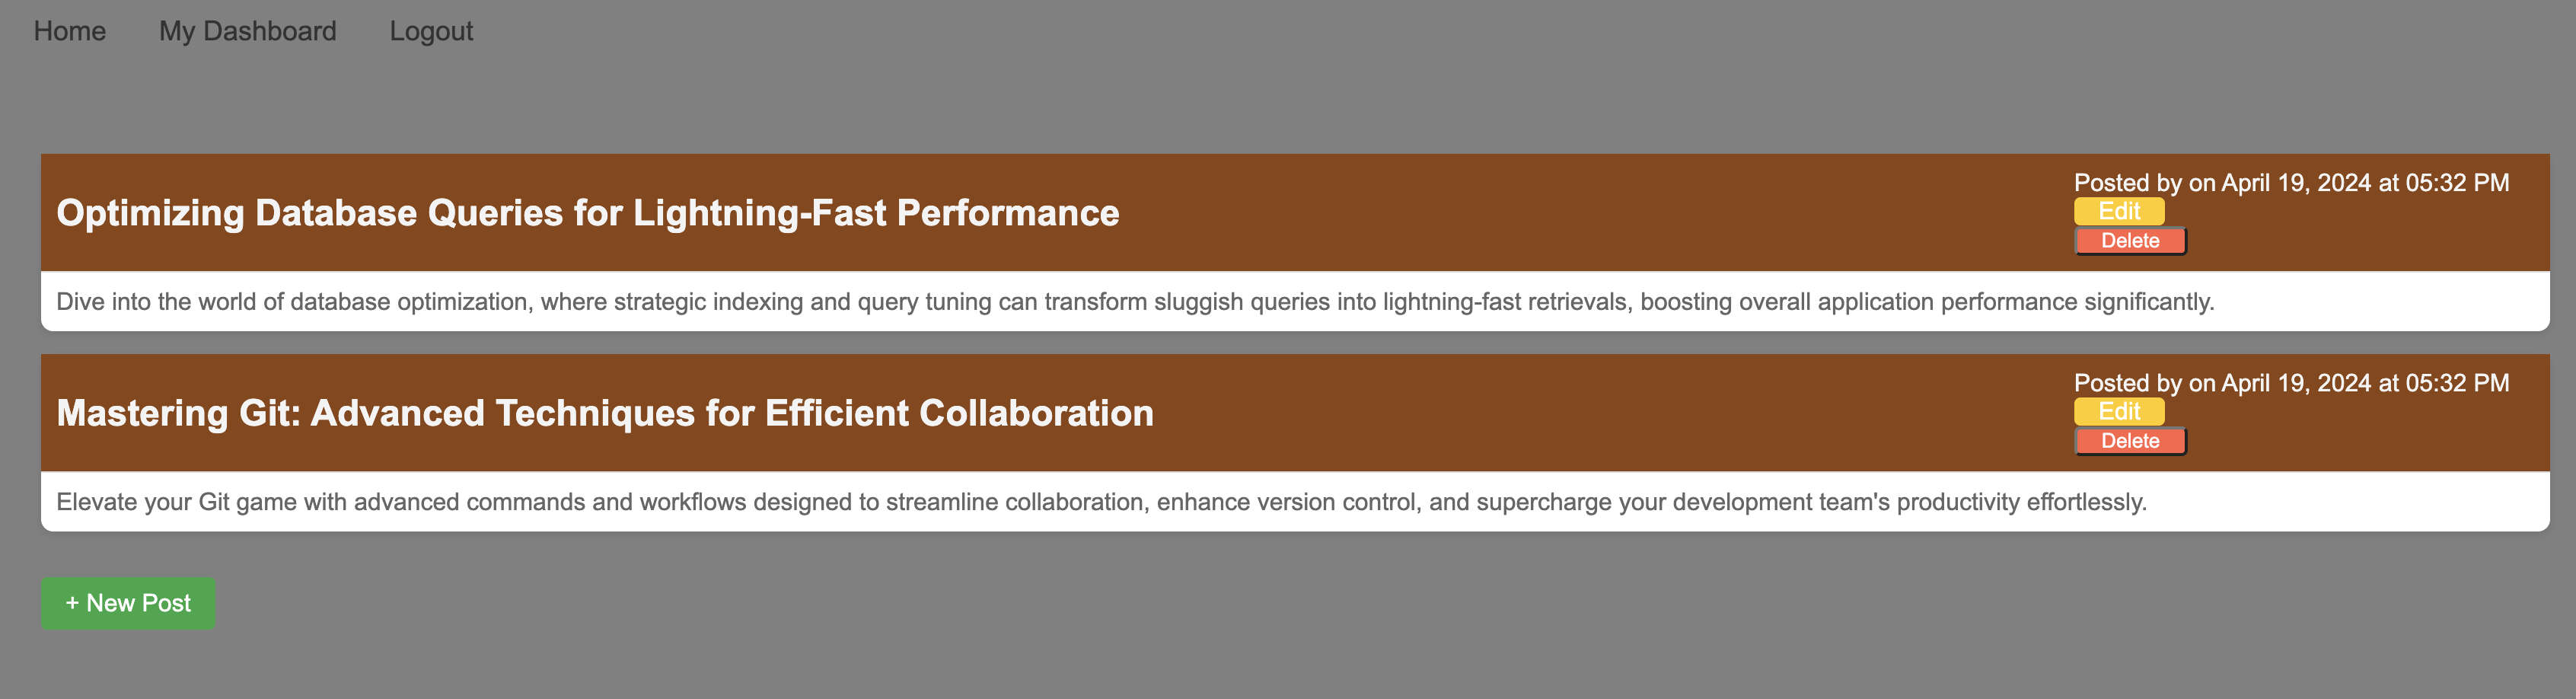 Home My Dashboard Logout
Optimizing Database Queries for Lightning-Fast Performance
Posted by on April 19, 2024 at 05:32 PM
Edit
Delete
Dive into the world of database optimization, where strategic indexing and query tuning can transform sluggish queries into lightning-fast retrievals, boosting overall application performance significantly.
Mastering Git: Advanced Techniques for Efficient Collaboration
Posted by on April 19, 2024 at 05:32 PM
Edit
Delete
Elevate your Git game with advanced commands and workflows designed to streamline collaboration, enhance version control, and supercharge your development team's productivity effortlessly.
+ New Post